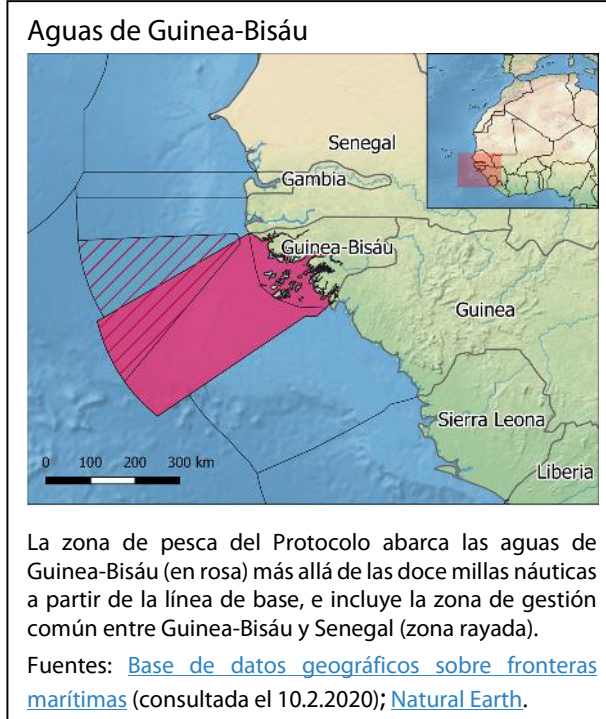 Aguas de Guinea-Bisáu
Senegal
Gambia
Guinea-Bisáu
Guinea
Sierra Leona
Liberia
0 100 200 300 km
La zona de pesca del Protocolo abarca las aguas de
Guinea-Bisáu (en rosa) más allá de las doce millas náuticas
a partir de la línea de base, e incluye la zona de gestión
común entre Guinea-Bisáu y Senegal (zona rayada).
Fuentes: Base de datos geográficos sobre fronteras
marítimas (consultada el 10.2.2020); Natural Earth.